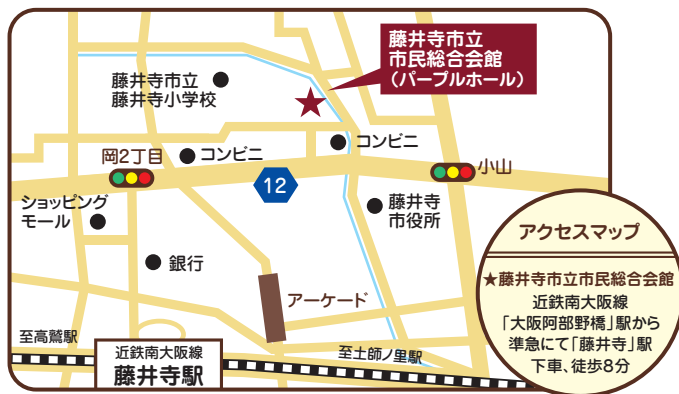 藤井寺市立
市民総合会館
（パープルホール）
藤井寺市立
藤井寺小学校
コンビニ
岡2丁目
コンビニ
小山
12
ショッピング
モール
藤井寺
市役所
銀行
アーケード
アクセスマップ
★藤井寺市立市民総合会館
近鉄南大阪線
「大阪阿部野橋」駅から
準急にて「藤井寺」駅
下車、徒歩8分
至高鷲駅
近鉄南大阪線
藤井寺駅
至土師ノ里駅